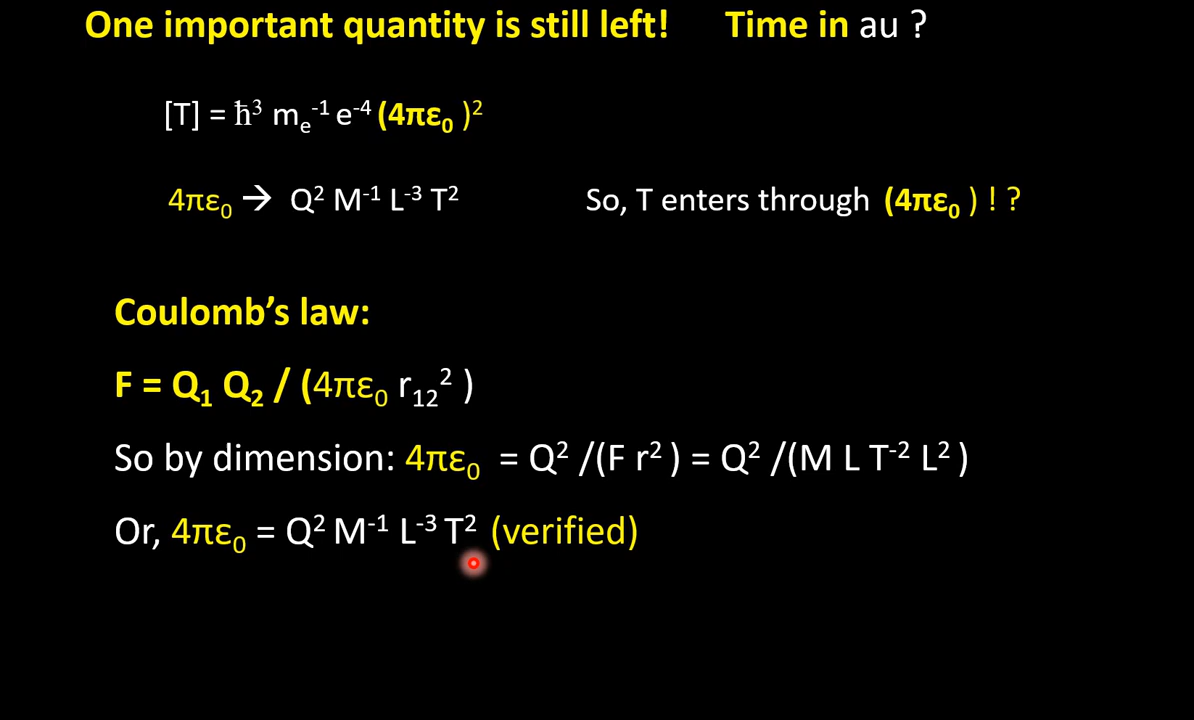 One important quantity is still left! Time in au ?
[T] = ħ³ mₑ⁻¹ e⁻⁴ (4πε₀ )²
4πε₀ → Q² M⁻¹ L⁻³ T² So, T enters through (4πε₀ ) ! ?
Coulomb’s law:
F = Q₁ Q₂ / (4πε₀ r₁₂² )
So by dimension: 4πε₀ = Q² /(F r² ) = Q² /(M L T⁻² L² )
Or, 4πε₀ = Q² M⁻¹ L⁻³ T² (verified)